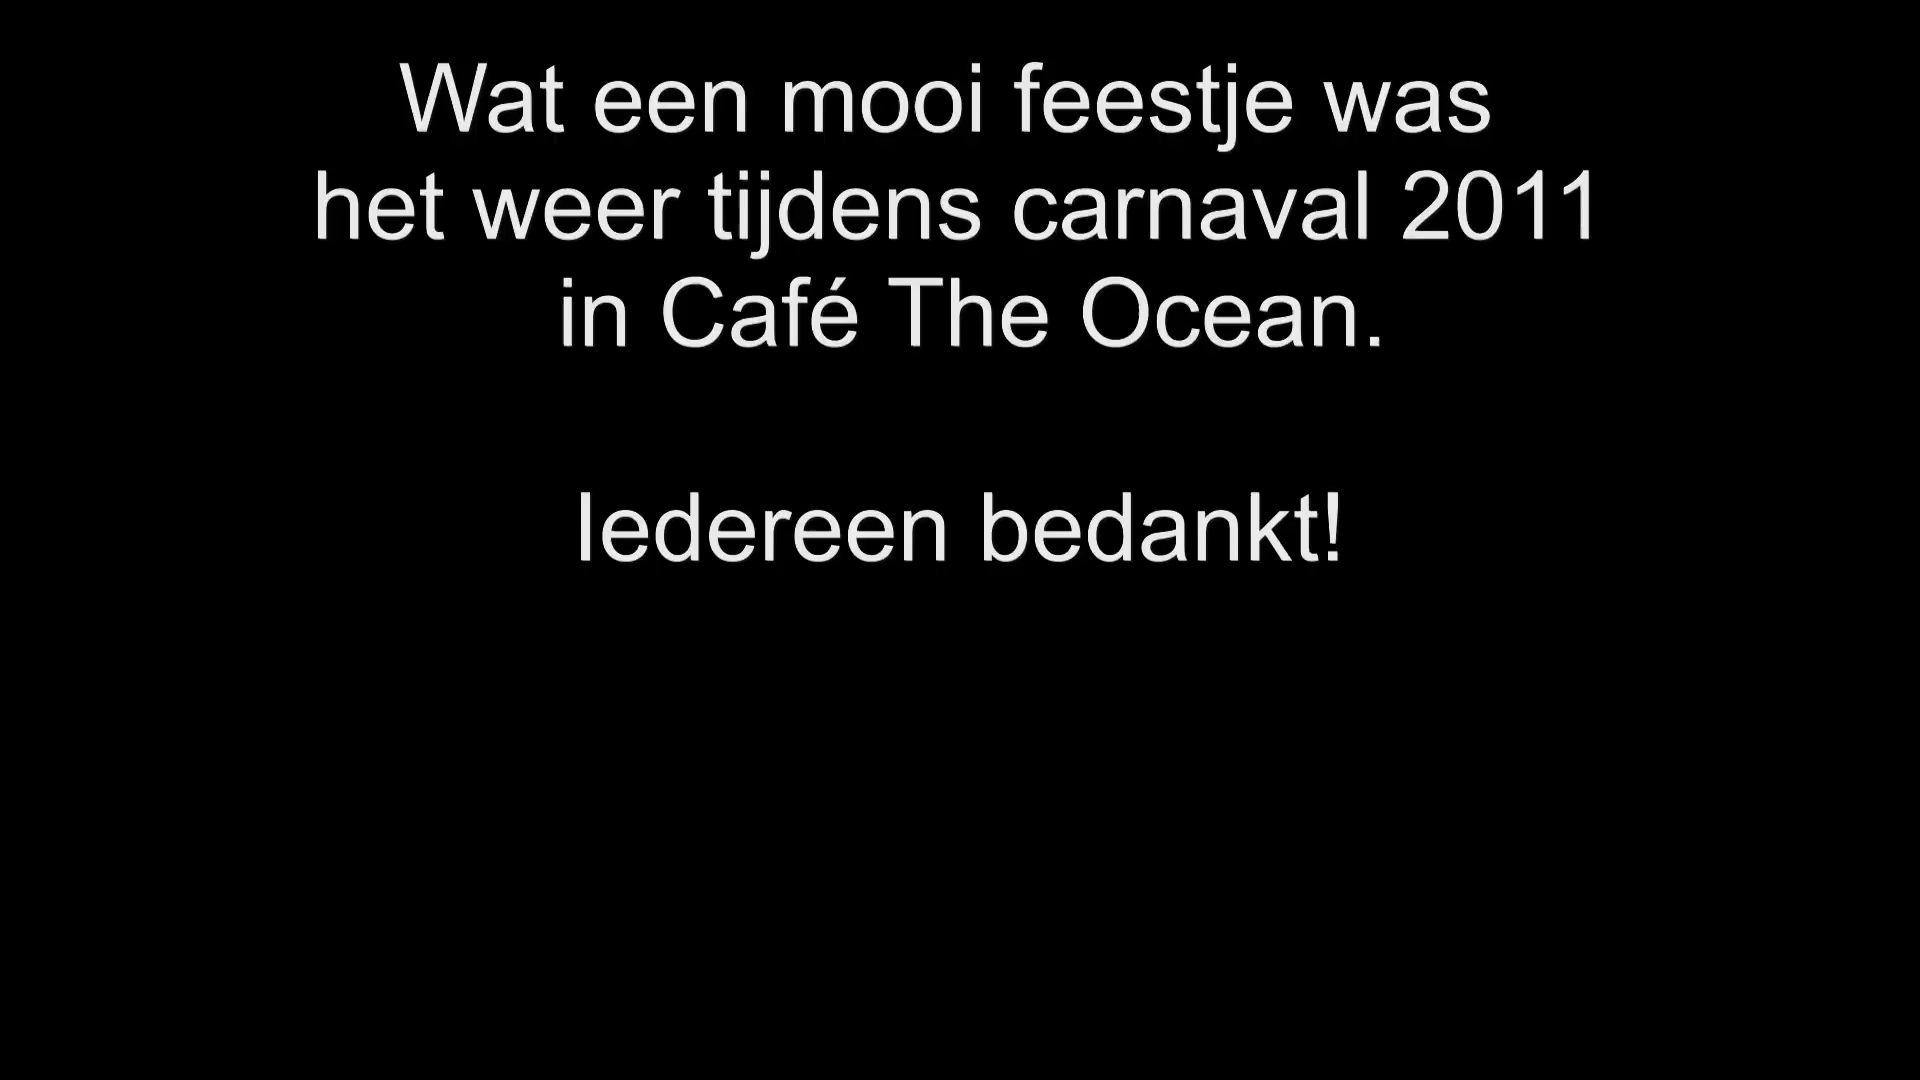 Wat een mooi feestje was
het weer tijdens carnaval 2011
in Café The Ocean.
Iedereen bedankt!